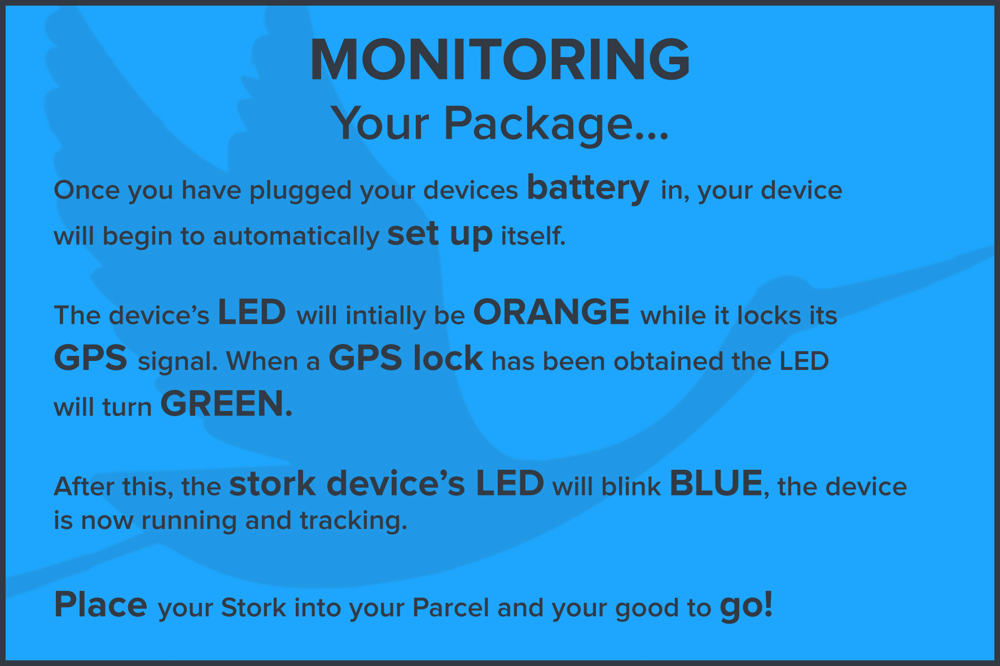 MONITORING
Your Package...
Once you have plugged your devices battery in, your device
will begin to automatically set up itself.
The device’s LED will intially be ORANGE while it locks its
GPS signal. When a GPS lock has been obtained the LED
will turn GREEN.
After this, the stork device’s LED will blink BLUE, the device
is now running and tracking.
Place your Stork into your Parcel and your good to go!